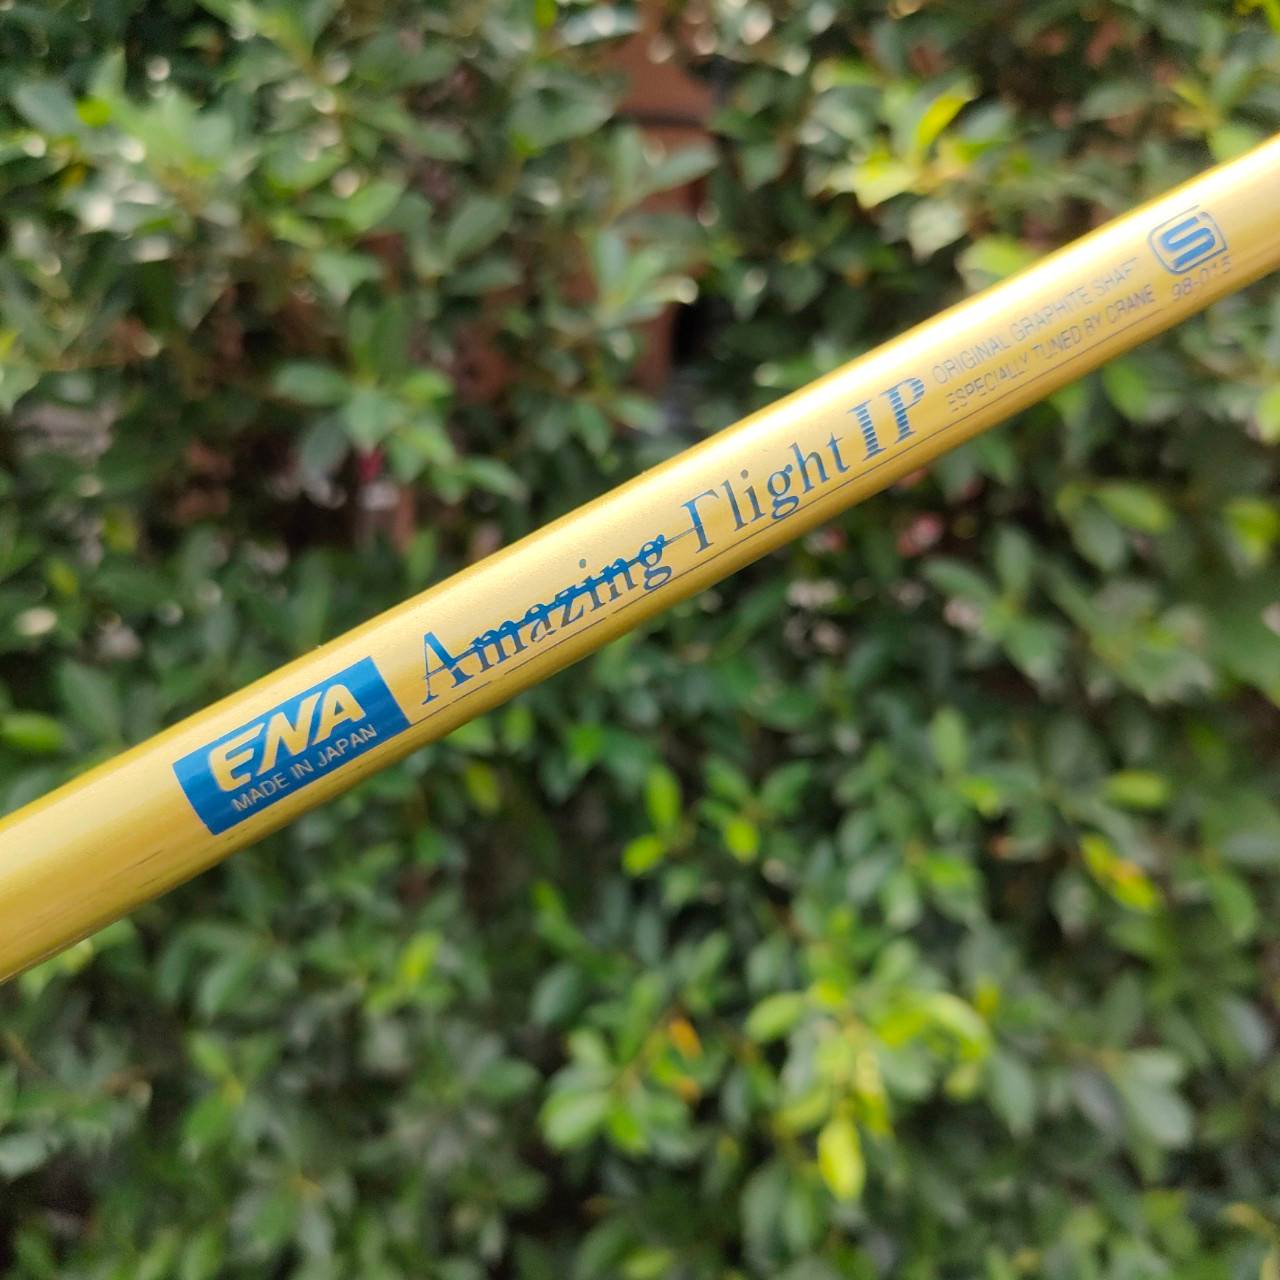 ENA
MADE IN JAPAN
Amazing Flight IP
ORIGINAL GRAPHITE SHAFT
ESPECIALLY TUNED BY CRANE
S
98-015